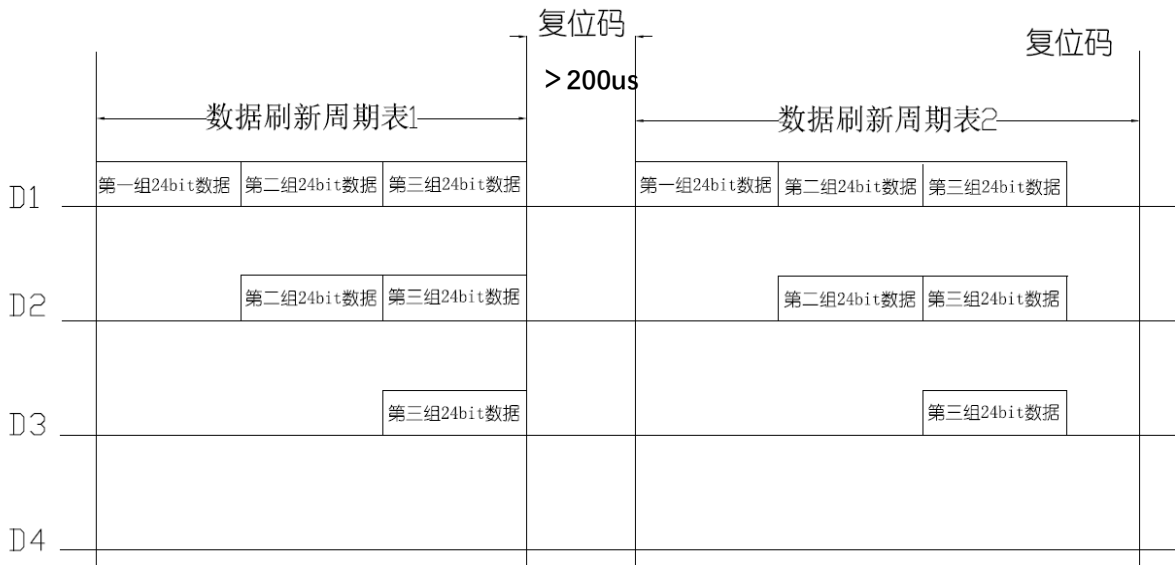 复位码
复位码
>200us
数据刷新周期表1
数据刷新周期表2
D1 第一组24bit数据 第二组24bit数据 第三组24bit数据 第一组24bit数据 第二组24bit数据 第三组24bit数据
D2 第二组24bit数据 第三组24bit数据 第二组24bit数据 第三组24bit数据
D3 第三组24bit数据 第三组24bit数据
D4